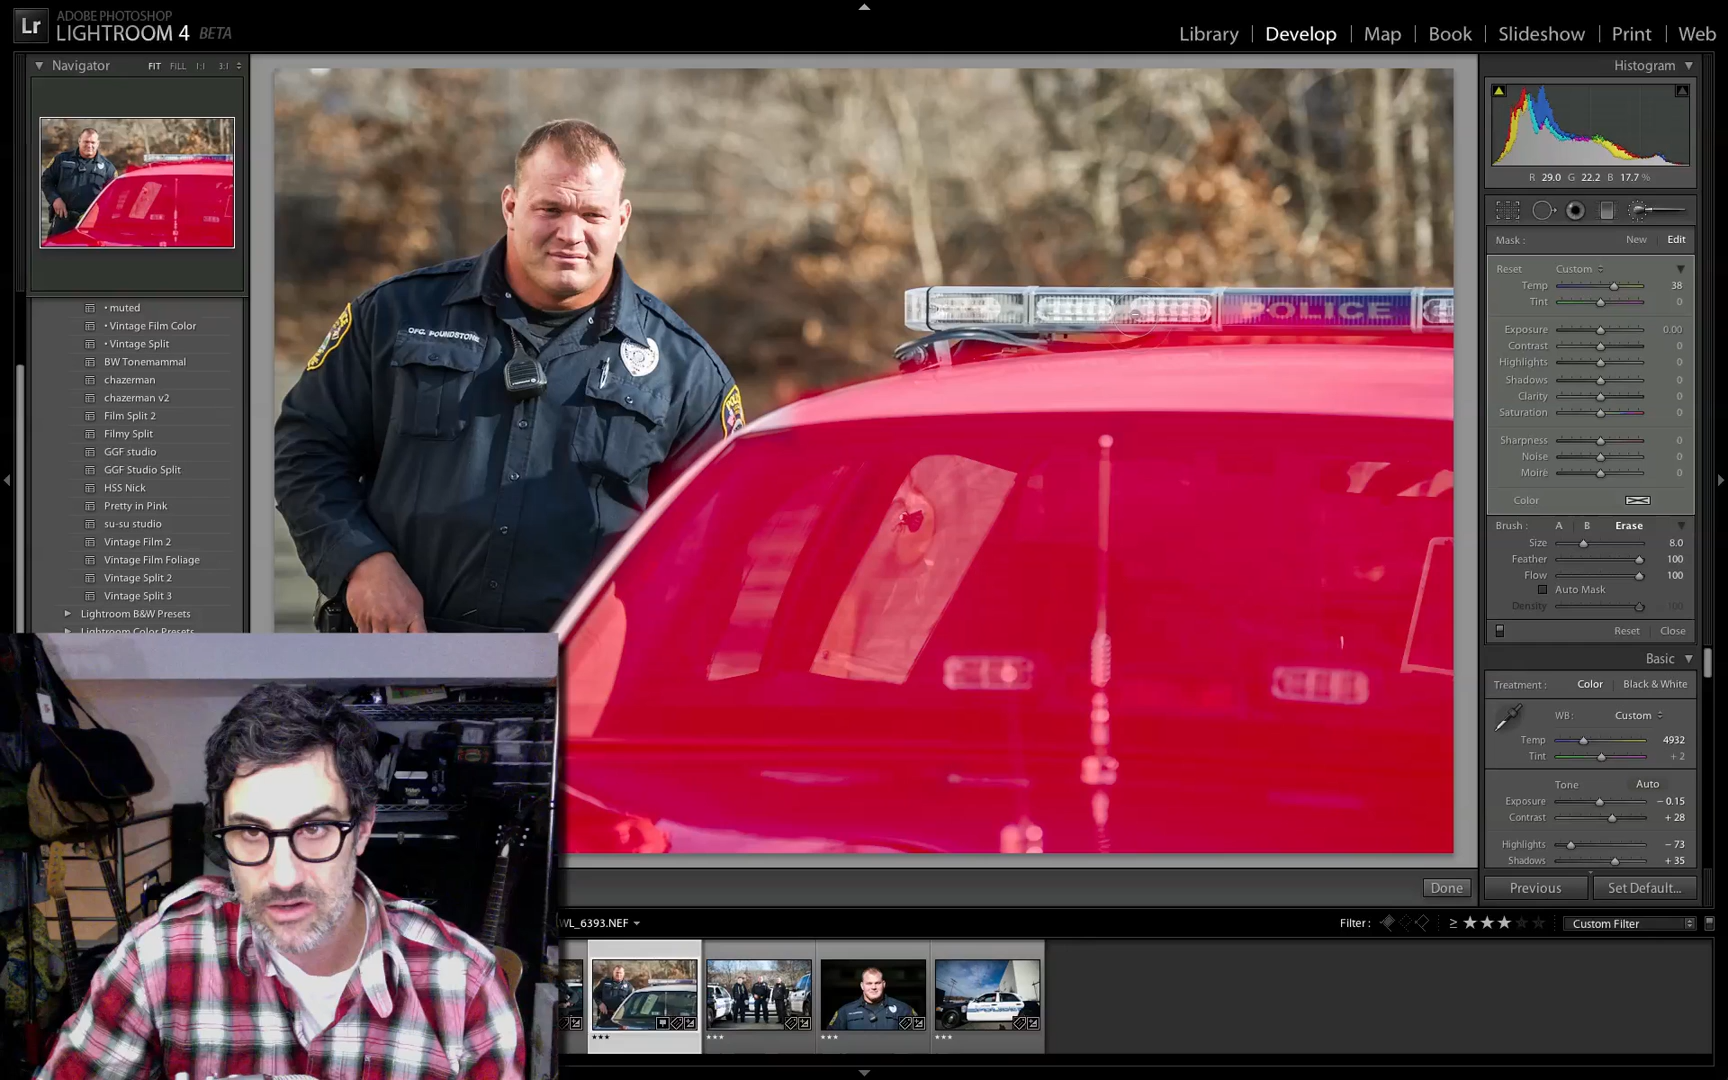 Lr
ADOBE PHOTOSHOP
LIGHTROOM 4 BETA
Library | Develop | Map | Book | Slideshow | Print | Web
Navigator FIT FILL 1:1 3:1
• muted
• Vintage Film Color
• Vintage Split
BW Tonemammal
chazerman
chazerman v2
Film Split 2
Filmy Split
GGF studio
GGF Studio Split
HSS Nick
Pretty in Pink
su-su studio
Vintage Film 2
Vintage Film Foliage
Vintage Split 2
Vintage Split 3
Lightroom B&W Presets
Lightroom Color Presets
OFC. POUNDSTONE
POLICE
Histogram
R 29.0 G 22.2 B 17.7 %
Mask : New Edit
Reset Custom
Temp 38
Tint 0
Exposure 0.00
Contrast 0
Highlights 0
Shadows 0
Clarity 0
Saturation 0
Sharpness 0
Noise 0
Moire 0
Color
Brush : A B Erase
Size 8.0
Feather 100
Flow 100
Auto Mask
Density 100
Reset Close
Basic
Treatment : Color Black & White
WB: Custom
Temp 4932
Tint + 2
Tone Auto
Exposure − 0.15
Contrast + 28
Highlights − 73
Shadows + 35
Done
Previous Set Default...
WL_6393.NEF
Filter : ≥ ★★★ Custom Filter